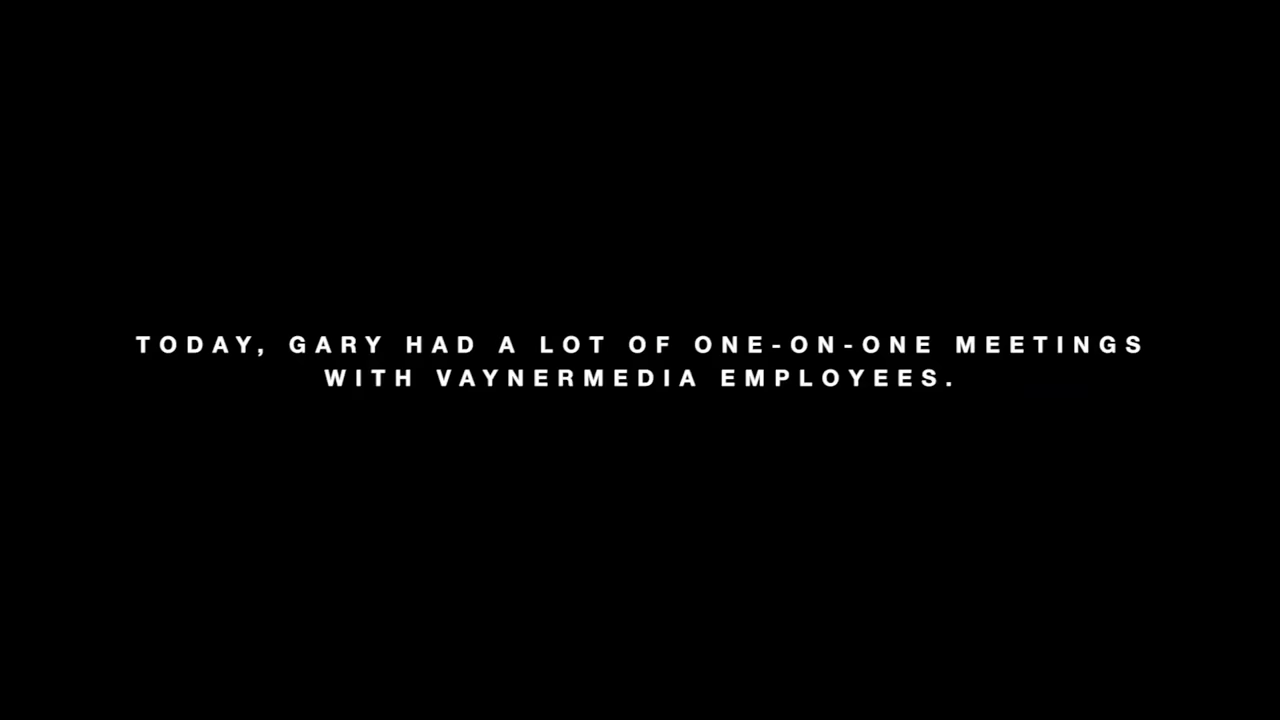 TODAY, GARY HAD A LOT OF ONE-ON-ONE MEETINGS
WITH VAYNERMEDIA EMPLOYEES.